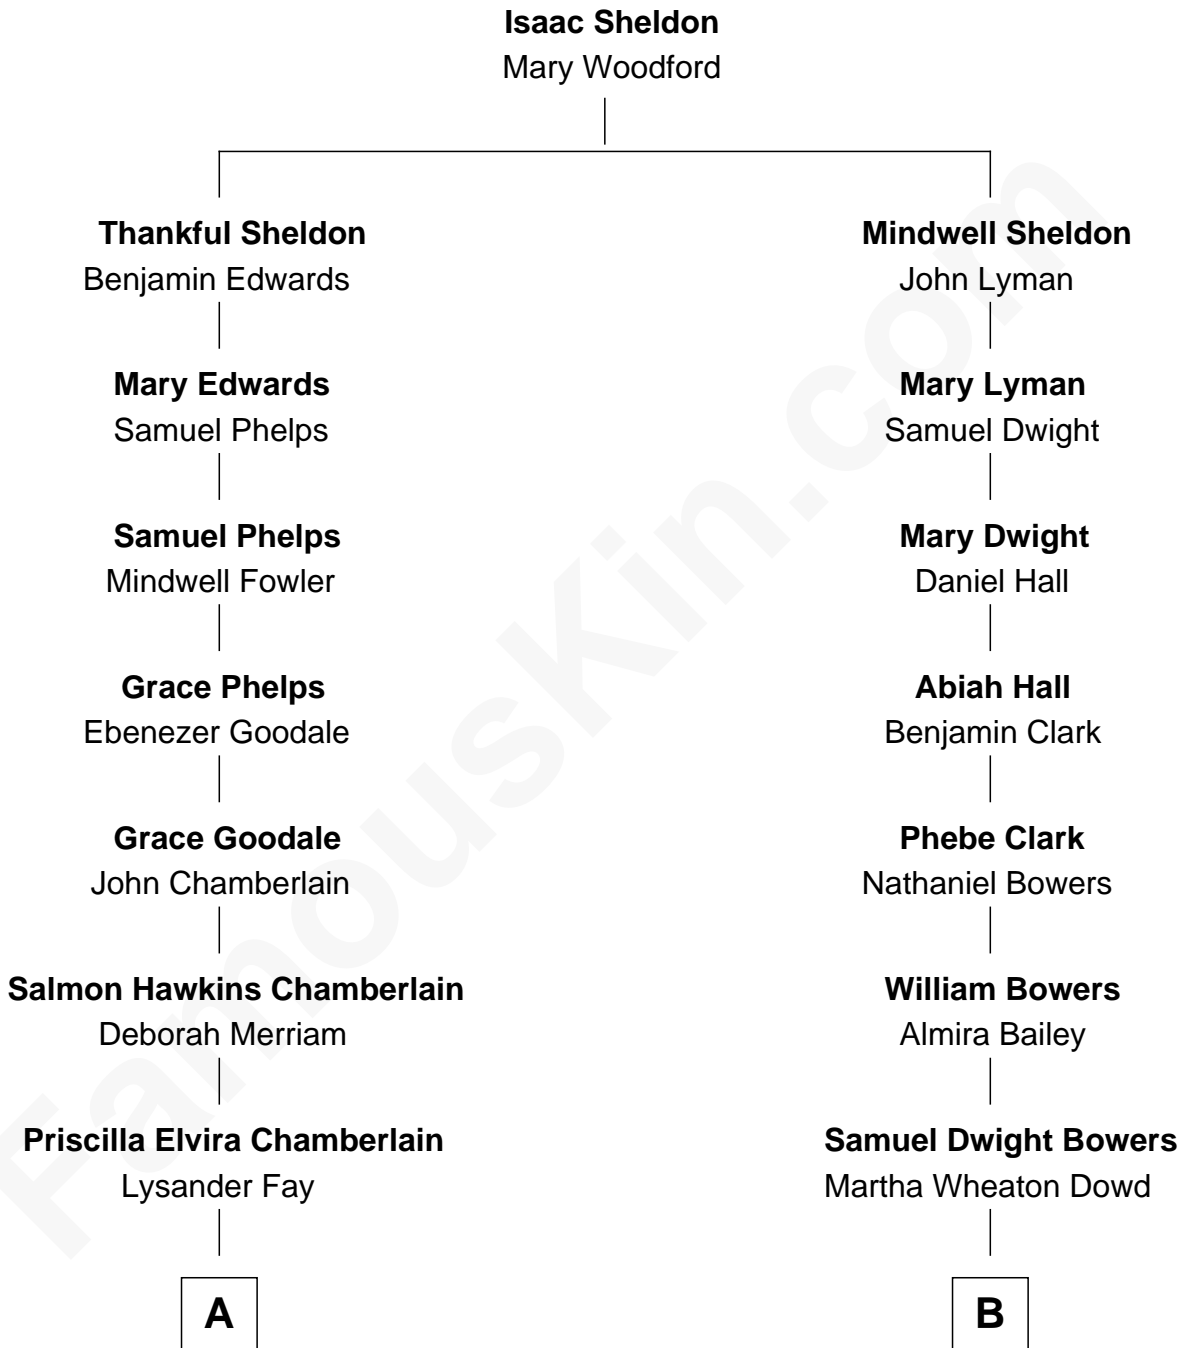 Isaac Sheldon
Mary Woodford
Thankful Sheldon
Benjamin Edwards
Mindwell Sheldon
John Lyman
Mary Edwards
Samuel Phelps
Mary Lyman
Samuel Dwight
Samuel Phelps
Mindwell Fowler
Mary Dwight
Daniel Hall
Grace Phelps
Ebenezer Goodale
Abiah Hall
Benjamin Clark
Grace Goodale
John Chamberlain
Phebe Clark
Nathaniel Bowers
Salmon Hawkins Chamberlain
Deborah Merriam
William Bowers
Almira Bailey
Priscilla Elvira Chamberlain
Lysander Fay
Samuel Dwight Bowers
Martha Wheaton Dowd
A
B
FamousKin.com